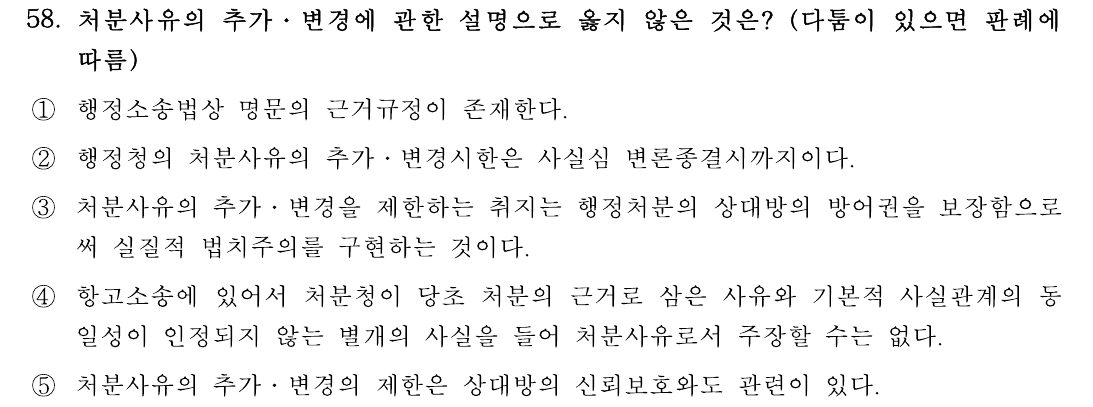 58. 처분사유의 추가·변경에 관한 설명으로 옳지 않은 것은? (다툼이 있으면 판례에
따름)
① 행정소송법상 명문의 근거규정이 존재한다.
② 행정청의 처분사유의 추가·변경시한은 사실심 변론종결시까지이다.
③ 처분사유의 추가·변경을 제한하는 취지는 행정처분의 상대방의 방어권을 보장함으로
써 실질적 법치주의를 구현하는 것이다.
④ 항고소송에 있어서 처분청이 당초 처분의 근거로 삼은 사유와 기본적 사실관계의 동
일성이 인정되지 않는 별개의 사실을 들어 처분사유로서 주장할 수는 없다.
⑤ 처분사유의 추가·변경의 제한은 상대방의 신뢰보호와도 관련이 있다.